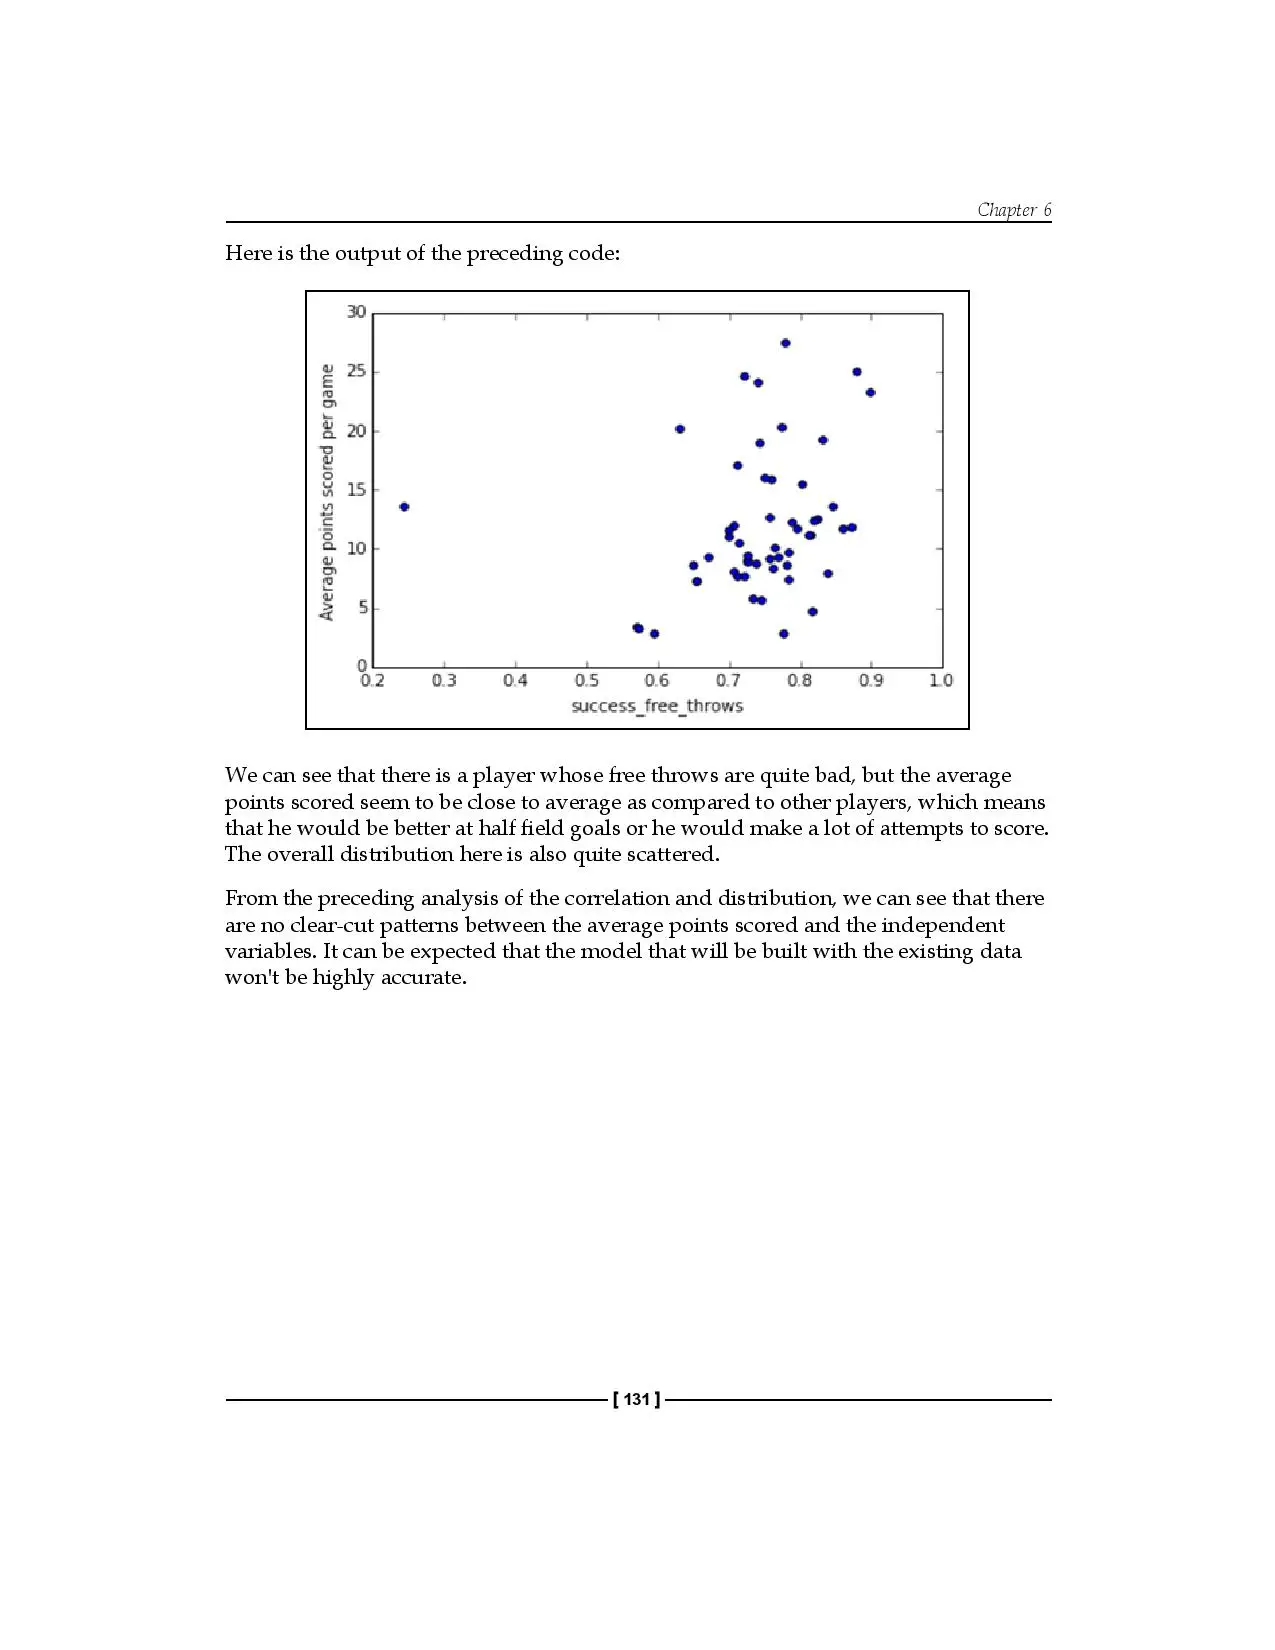 Chapter 6
Here is the output of the preceding code:
30
25
20
15
10
5
0
Average points scored per game
0.2 0.3 0.4 0.5 0.6 0.7 0.8 0.9 1.0
success_free_throws
We can see that there is a player whose free throws are quite bad, but the average
points scored seem to be close to average as compared to other players, which means
that he would be better at half field goals or he would make a lot of attempts to score.
The overall distribution here is also quite scattered.
From the preceding analysis of the correlation and distribution, we can see that there
are no clear-cut patterns between the average points scored and the independent
variables. It can be expected that the model that will be built with the existing data
won't be highly accurate.
[ 131 ]